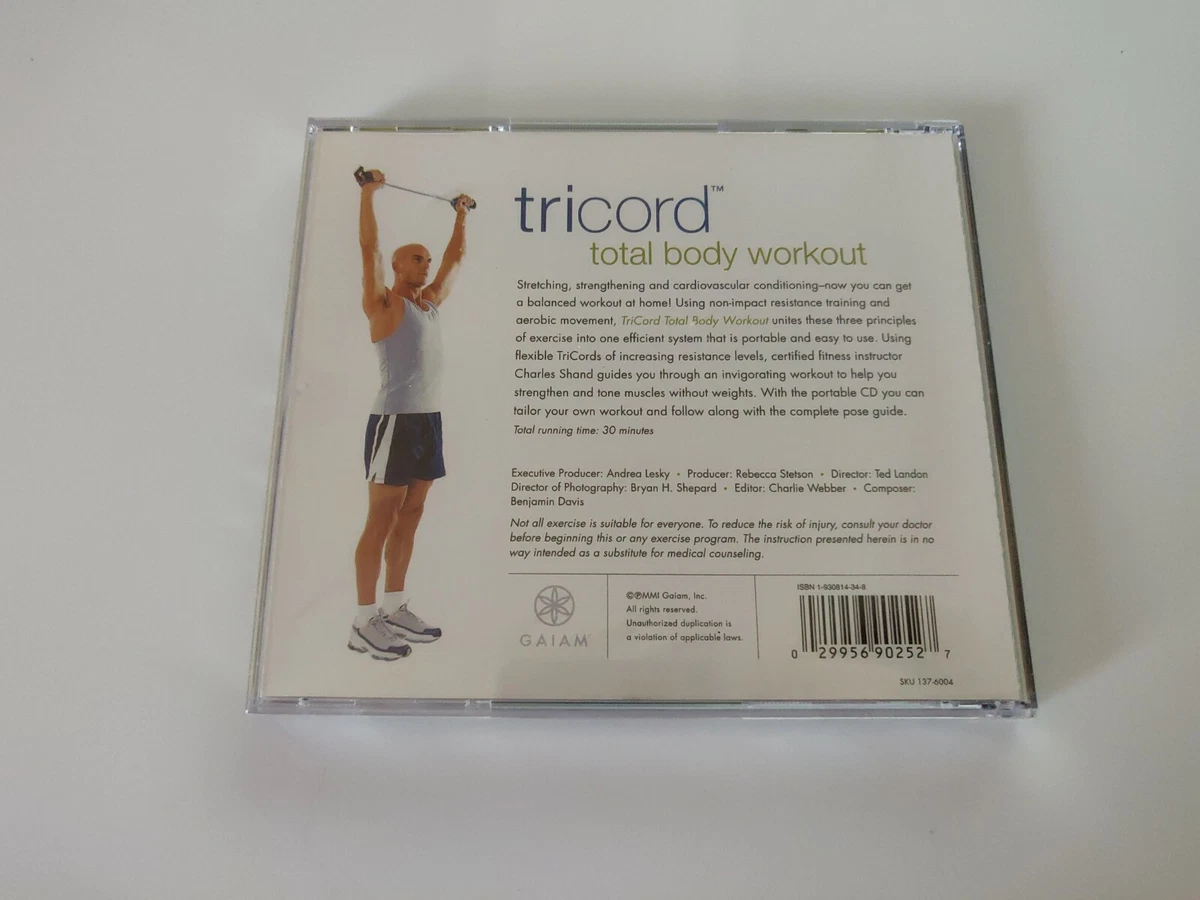 tricord™
total body workout
Stretching, strengthening and cardiovascular conditioning–now you can get
a balanced workout at home! Using non-impact resistance training and
aerobic movement, TriCord Total Body Workout unites these three principles
of exercise into one efficient system that is portable and easy to use. Using
flexible TriCords of increasing resistance levels, certified fitness instructor
Charles Shand guides you through an invigorating workout to help you
strengthen and tone muscles without weights. With the portable CD you can
tailor your own workout and follow along with the complete pose guide.
Total running time: 30 minutes
Executive Producer: Andrea Lesky • Producer: Rebecca Stetson • Director: Ted Landon
Director of Photography: Bryan H. Shepard • Editor: Charlie Webber • Composer:
Benjamin Davis
Not all exercise is suitable for everyone. To reduce the risk of injury, consult your doctor
before beginning this or any exercise program. The instruction presented herein is in no
way intended as a substitute for medical counseling.
GAIAM
©℗MMI Gaiam, Inc.
All rights reserved.
Unauthorized duplication is
a violation of applicable laws.
ISBN 1-930814-34-8
0 29956 90252 7
SKU 137-6004